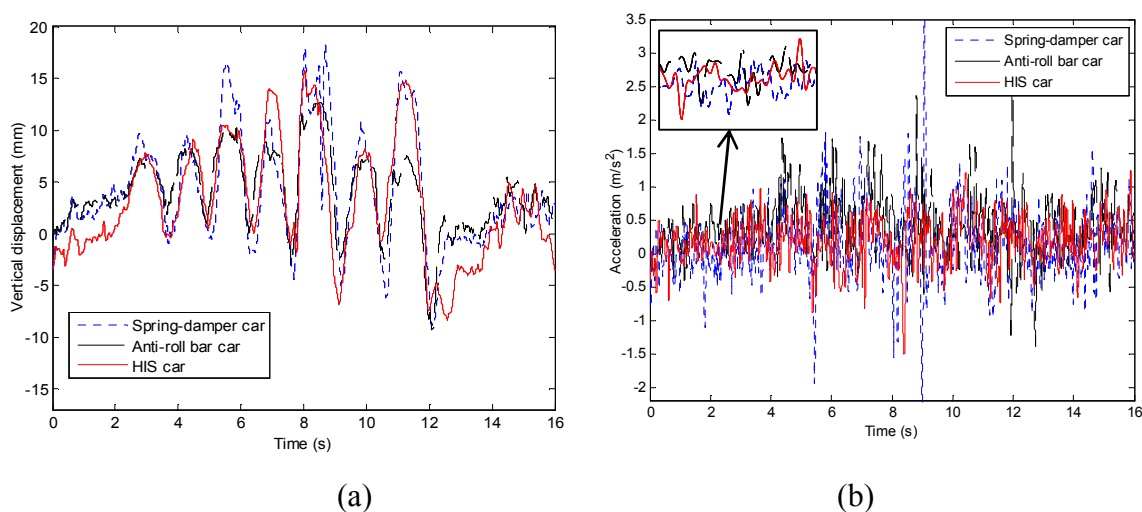 20
15
10
5
0
-5
-10
-15
Vertical displacement (mm)
Spring-damper car
Anti-roll bar car
HIS car
0 2 4 6 8 10 12 14 16
Time (s)
(a)
3.5
3
2.5
2
1.5
1
0.5
0
-0.5
-1
-1.5
-2
Acceleration (m/s²)
Spring-damper car
Anti-roll bar car
HIS car
0 2 4 6 8 10 12 14 16
Time (s)
(b)